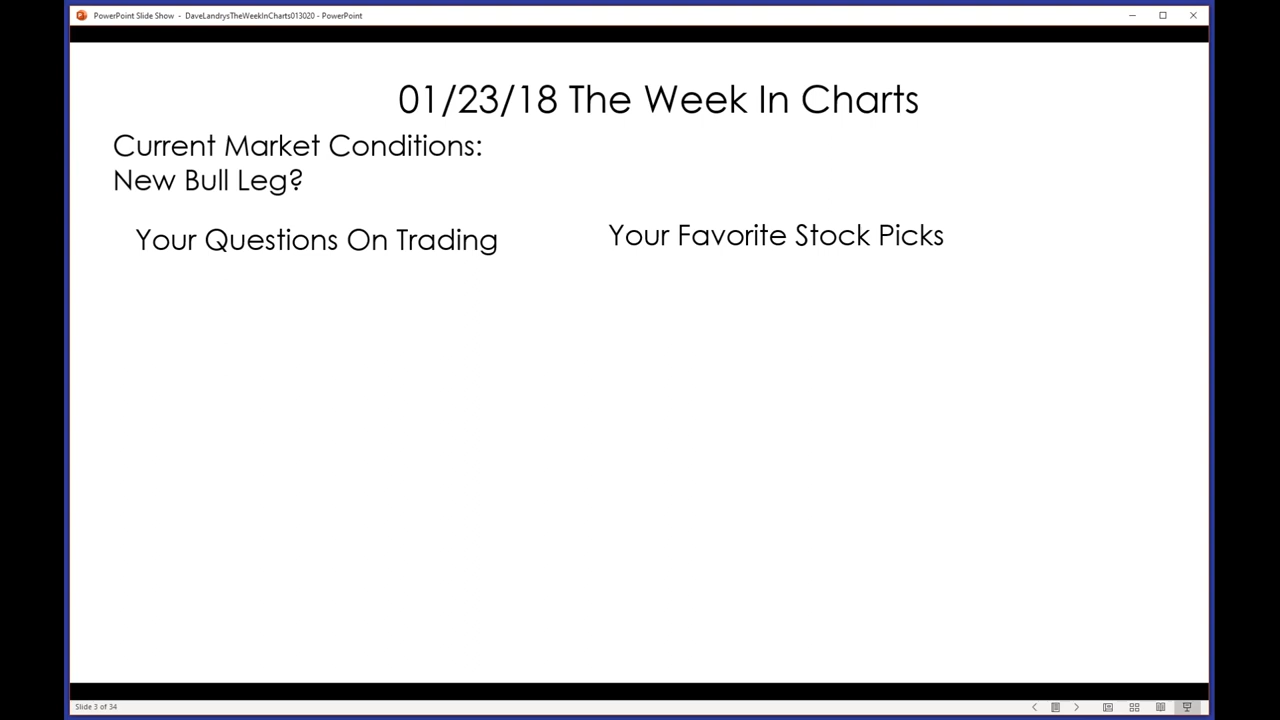 PowerPoint Slide Show - DaveLandrysTheWeekInCharts013020 - PowerPoint
01/23/18 The Week In Charts
Current Market Conditions:
New Bull Leg?
Your Questions On Trading
Your Favorite Stock Picks
Slide 3 of 34